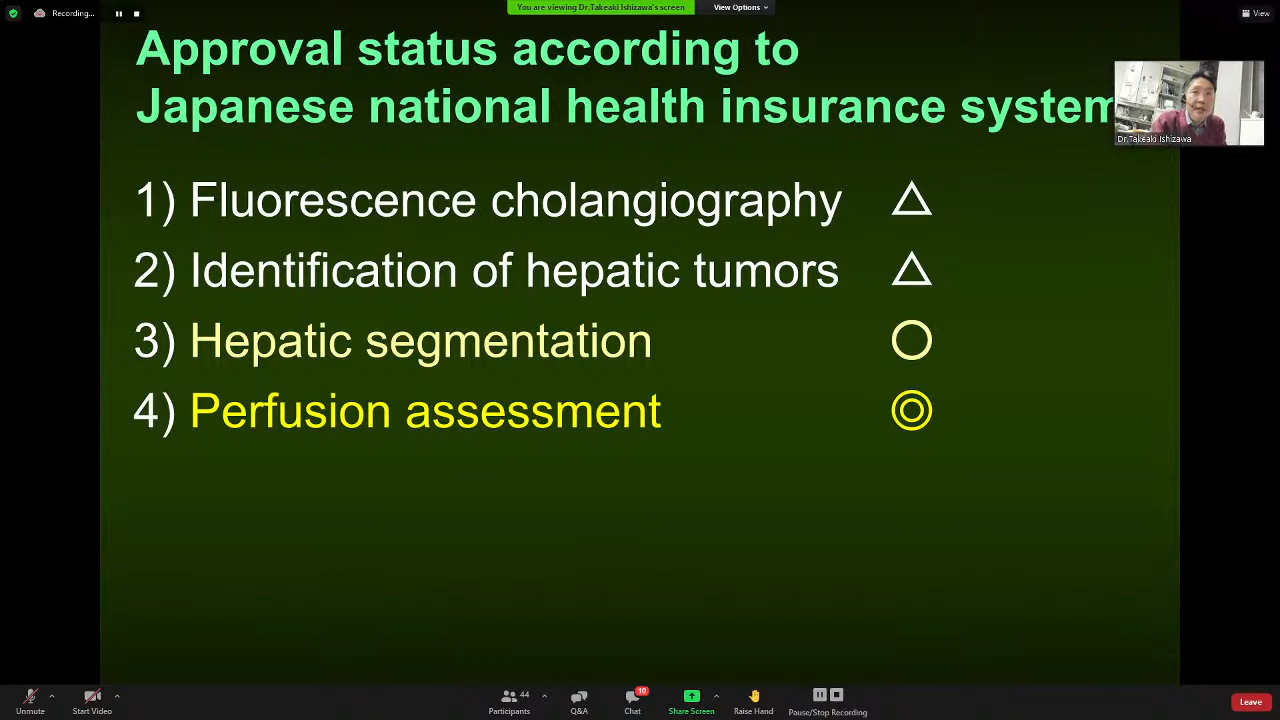 Recording...
You are viewing Dr.Takeaki Ishizawa's screen
View Options
View
Approval status according to
Japanese national health insurance system
Dr.Takeaki Ishizawa
1) Fluorescence cholangiography △
2) Identification of hepatic tumors △
3) Hepatic segmentation ○
4) Perfusion assessment ◎
Unmute
Start Video
44
Participants
Q&A
10
Chat
Share Screen
Raise Hand
Pause/Stop Recording
Leave